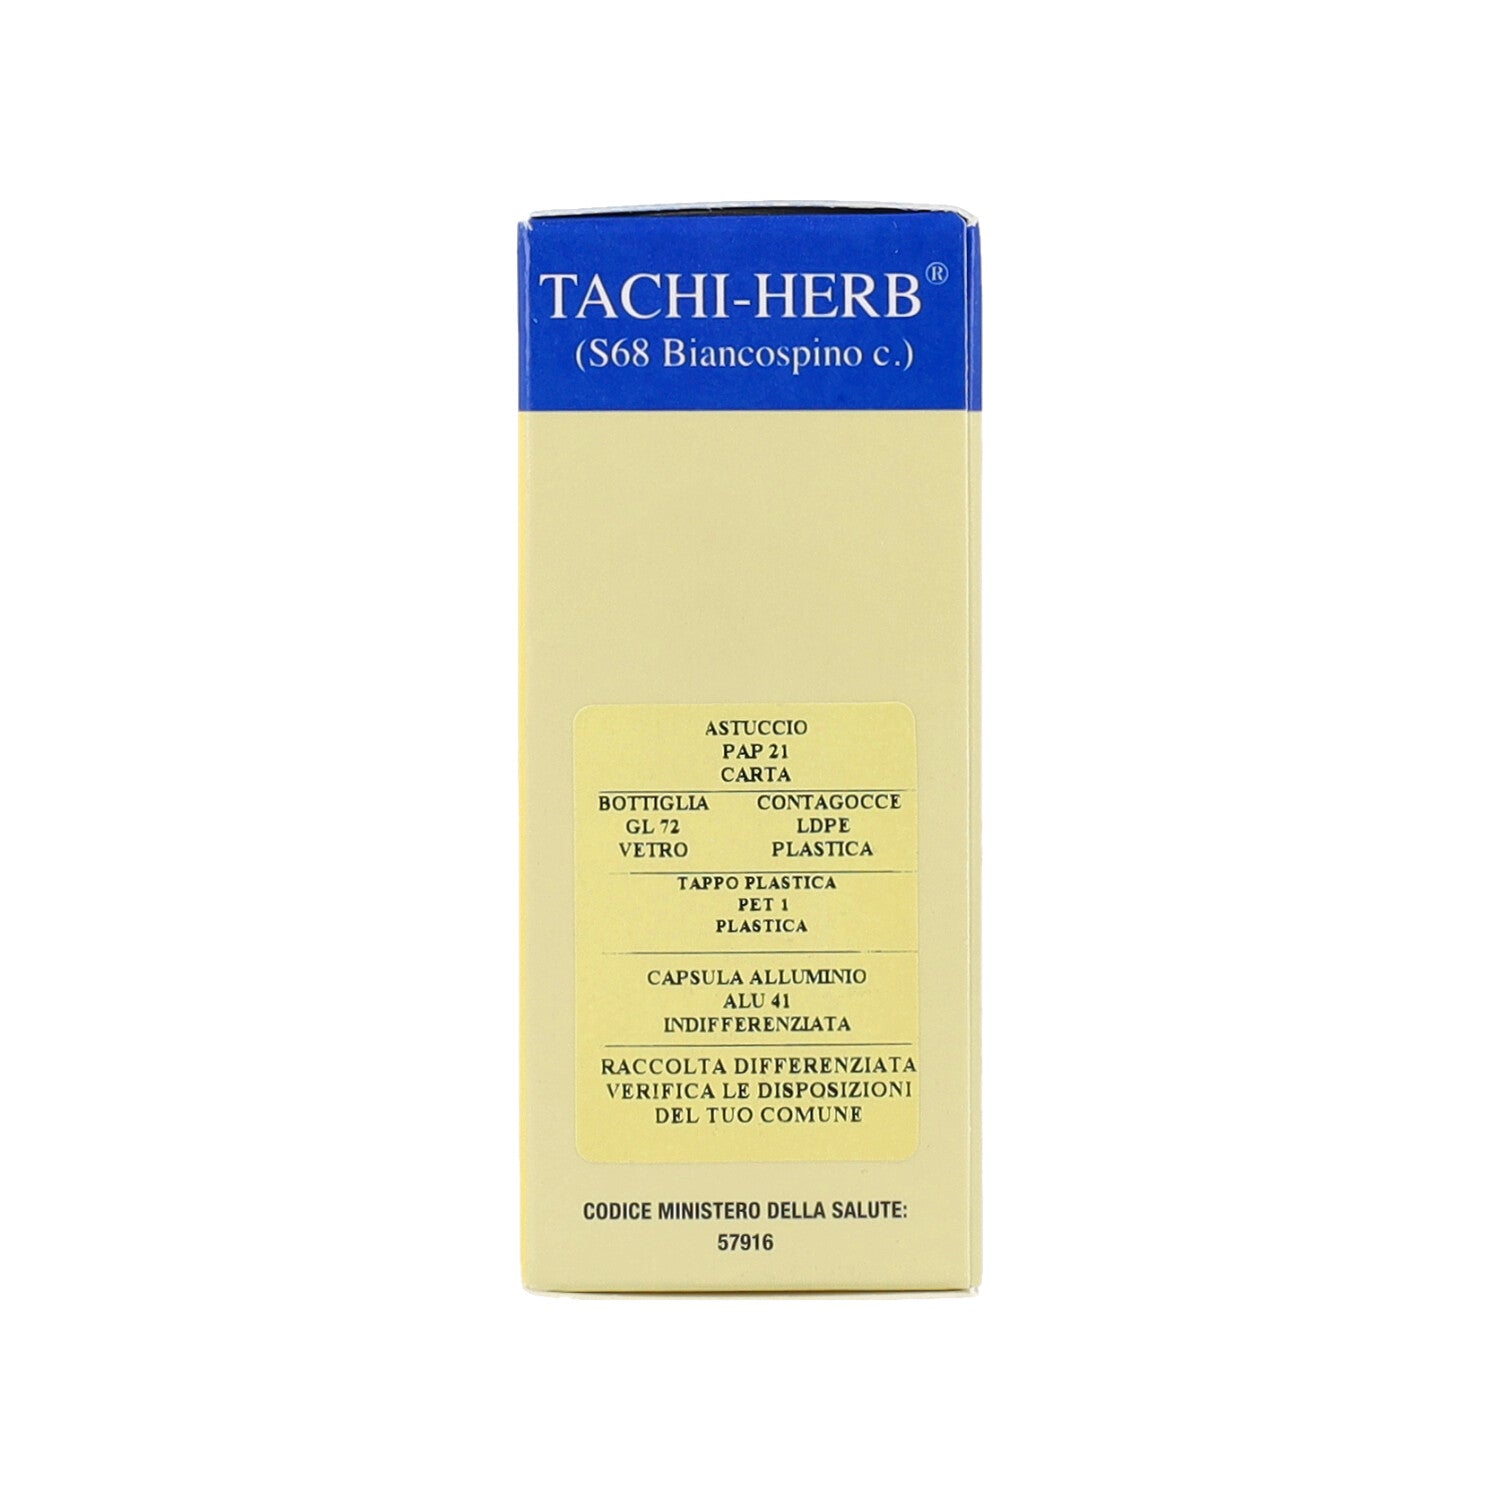 TACHI-HERB®
(S68 Biancospino c.)
ASTUCCIO
PAP 21
CARTA
BOTTIGLIA
GL 72
VETRO
CONTAGOCCE
LDPE
PLASTICA
TAPPO PLASTICA
PET 1
PLASTICA
CAPSULA ALLUMINIO
ALU 41
INDIFFERENZIATA
RACCOLTA DIFFERENZIATA
VERIFICA LE DISPOSIZIONI
DEL TUO COMUNE
CODICE MINISTERO DELLA SALUTE:
57916